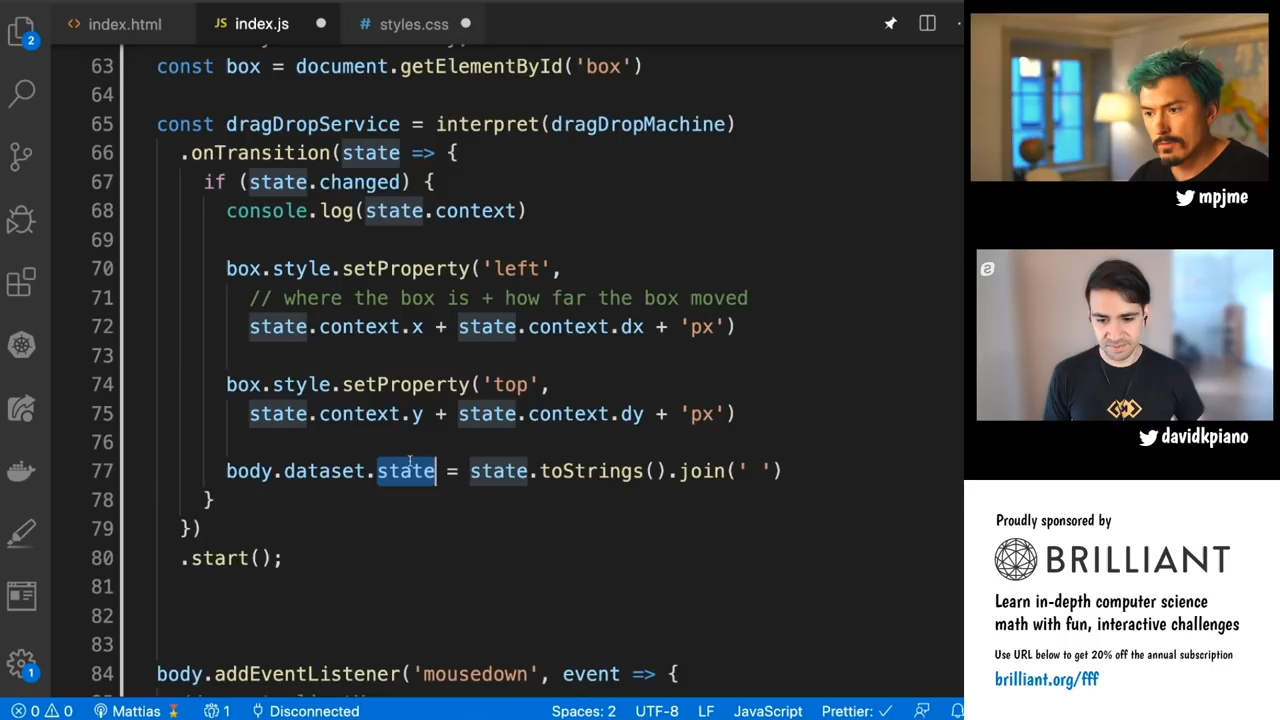 index.html
JS index.js
# styles.css
2
63 const box = document.getElementById('box')
64
65 const dragDropService = interpret(dragDropMachine)
66 .onTransition(state => {
67 if (state.changed) {
68 console.log(state.context)
69
70 box.style.setProperty('left',
71 // where the box is + how far the box moved
72 state.context.x + state.context.dx + 'px')
73
74 box.style.setProperty('top',
75 state.context.y + state.context.dy + 'px')
76
77 body.dataset.state = state.toStrings().join(' ')
78 }
79 })
80 .start();
81
82
83
84 body.addEventListener('mousedown', event => {
1
0 0 Mattias 1 Disconnected Spaces: 2 UTF-8 LF JavaScript Prettier: ✓
mpjme
davidkpiano
Proudly sponsored by
BRILLIANT
Learn in-depth computer science
math with fun, interactive challenges
Use URL below to get 20% off the annual subscription
brilliant.org/fff